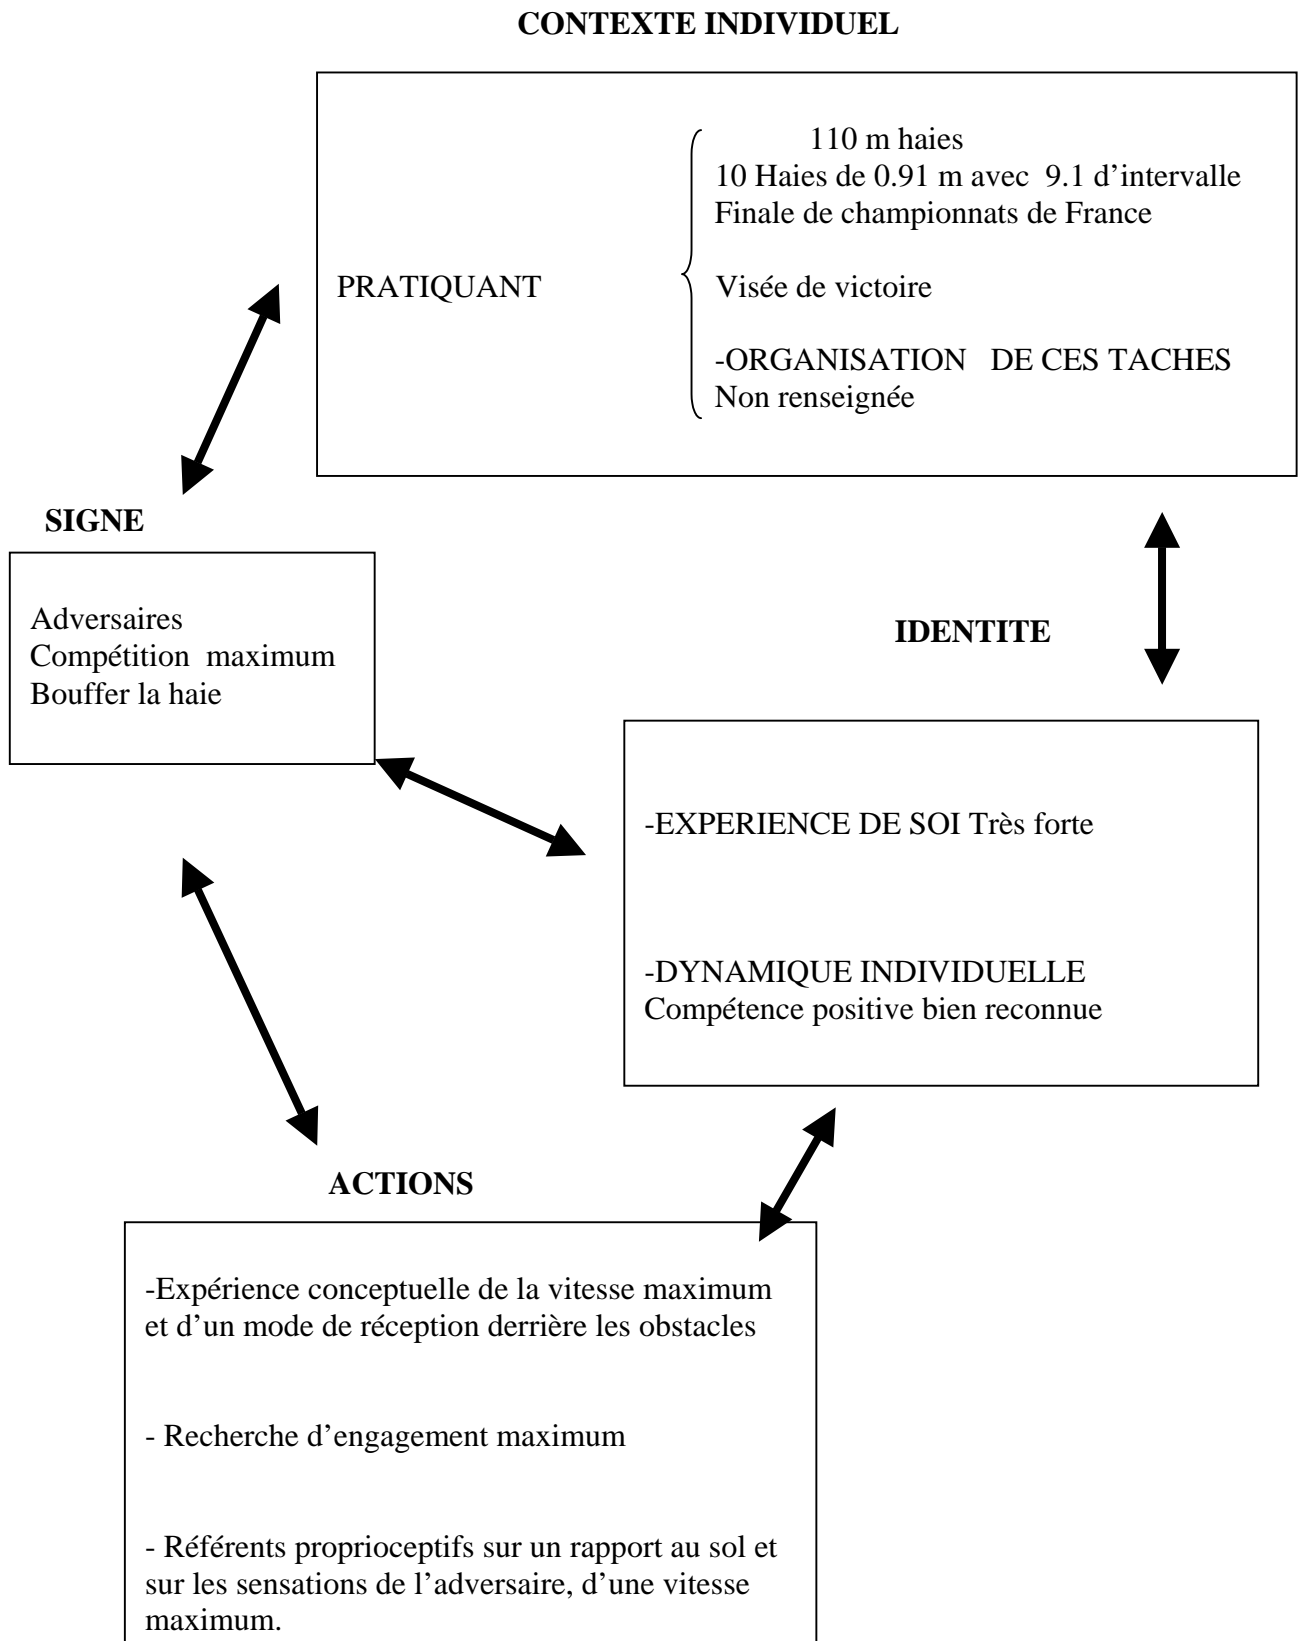 CONTEXTE INDIVIDUEL
110 m haies
10 Haies de 0.91 m avec 9.1 d’intervalle
Finale de championnats de France
PRATIQUANT
Visée de victoire
-ORGANISATION DE CES TACHES
Non renseignée
SIGNE
Adversaires
Compétition maximum
Bouffer la haie
IDENTITE
-EXPERIENCE DE SOI Très forte
-DYNAMIQUE INDIVIDUELLE
Compétence positive bien reconnue
ACTIONS
-Expérience conceptuelle de la vitesse maximum
et d’un mode de réception derrière les obstacles
- Recherche d’engagement maximum
- Référents proprioceptifs sur un rapport au sol et
sur les sensations de l’adversaire, d’une vitesse
maximum.